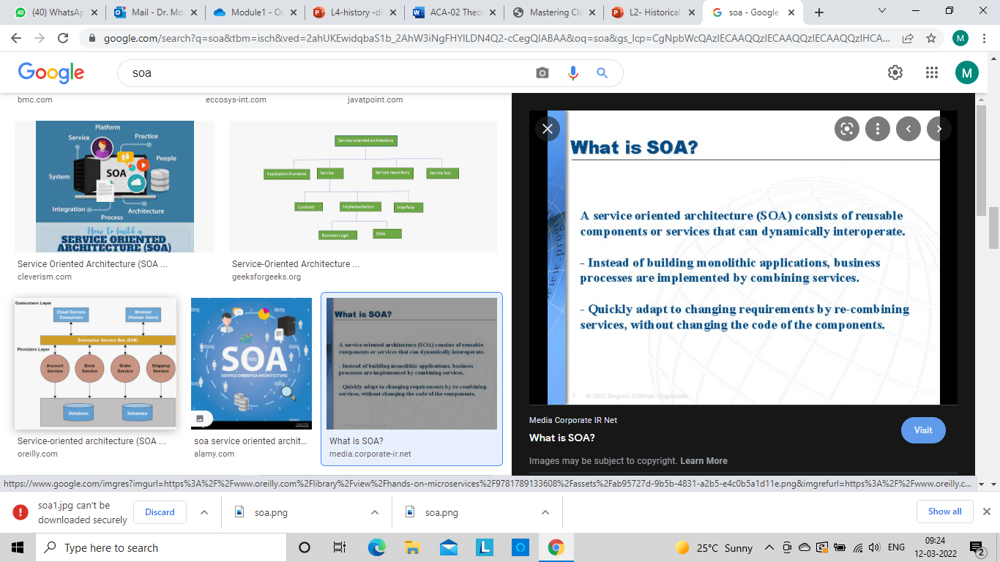 (40) WhatsAp
Mail - Dr. Mo
Module1 - O
L4-history -di
ACA-02 Theo
Mastering Clo
L2- Historical
soa - Google
google.com/search?q=soa&tbm=isch&ved=2ahUKEwidqbaS1b_2AhW3iNgFHYlLDN4Q2-cCegQIABAA&oq=soa&gs_lcp=CgNpbWcQAzIECAAQQzIECAAQQzIECAAQQzIHCA...
M
Google
soa
M
bmc.com
eccosys-int.com
javatpoint.com
Platform
Service
Practice
People
System
SOA
Integration
Architecture
Process
How to build a
SERVICE ORIENTED
ARCHITECTURE (SOA)
Service Oriented Architecture (SOA ...
cleverism.com
Service-oriented architecture
Application frontend
Service
Service repository
Service bus
Contract
Implementation
Interface
Business Logic
Data
Service-Oriented Architecture ...
geeksforgeeks.org
Consumers Layer
Cloud Service
Consumers
Browser
(Human Users)
Enterprise Service Bus (ESB)
Providers Layer
Account
Service
Book
Service
Order
Service
Shipping
Service
Database
Database
Service-oriented architecture (SOA ...
oreilly.com
SOA
SERVICE ORIENTED ARCHITECTURE
soa service oriented archit...
alamy.com
What is SOA?
A service oriented architecture (SOA) consists of reusable
components or services that can dynamically interoperate.
- Instead of building monolithic applications, business
processes are implemented by combining services.
- Quickly adapt to changing requirements by re-combining
services, without changing the code of the components.
What is SOA?
media.corporate-ir.net
What is SOA?
A service oriented architecture (SOA) consists of reusable
components or services that can dynamically interoperate.
- Instead of building monolithic applications, business
processes are implemented by combining services.
- Quickly adapt to changing requirements by re-combining
services, without changing the code of the components.
7 © 2005 Progress Software Corporation
Media Corporate IR Net
What is SOA?
Visit
Images may be subject to copyright. Learn More
https://www.google.com/imgres?imgurl=https%3A%2F%2Fwww.oreilly.com%2Flibrary%2Fview%2Fhands-on-microservices%2F9781789133608%2Fassets%2Fab95727d-9b5b-4831-a2b5-e4c0b5a1d11e.png&imgrefurl=https%3A%2F%2Fwww.oreilly.c...
soa1.jpg can't be
downloaded securely
Discard
soa.png
soa.png
Show all
Type here to search
25°C Sunny
ENG
09:24
12-03-2022
2